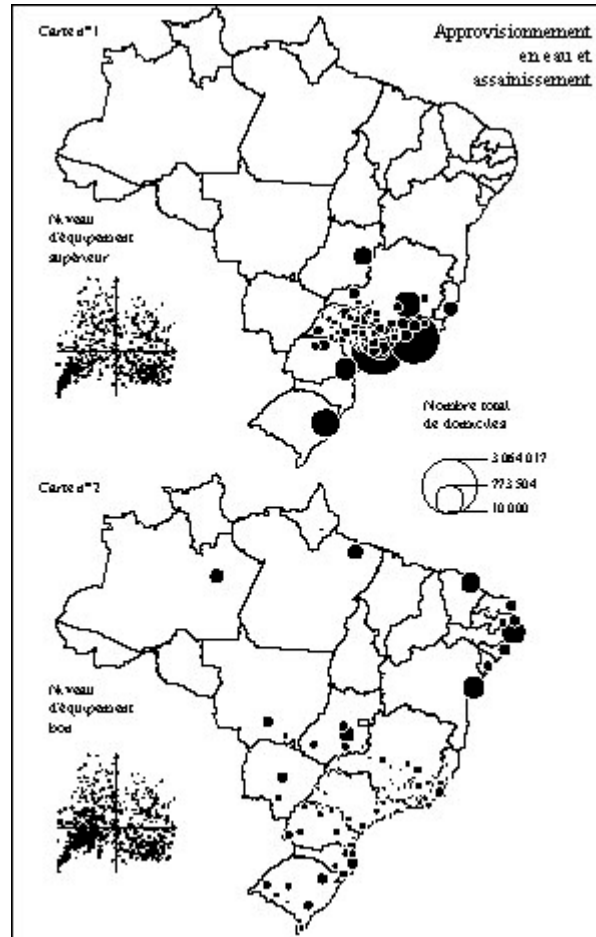 Carte n° 1
Approvisionnement
en eau et
assainissement
Niveau
d'équipement
supérieur
Nombre total
de domiciles
3 064 017
773 504
10 000
Carte n° 2
Niveau
d'équipement
bon